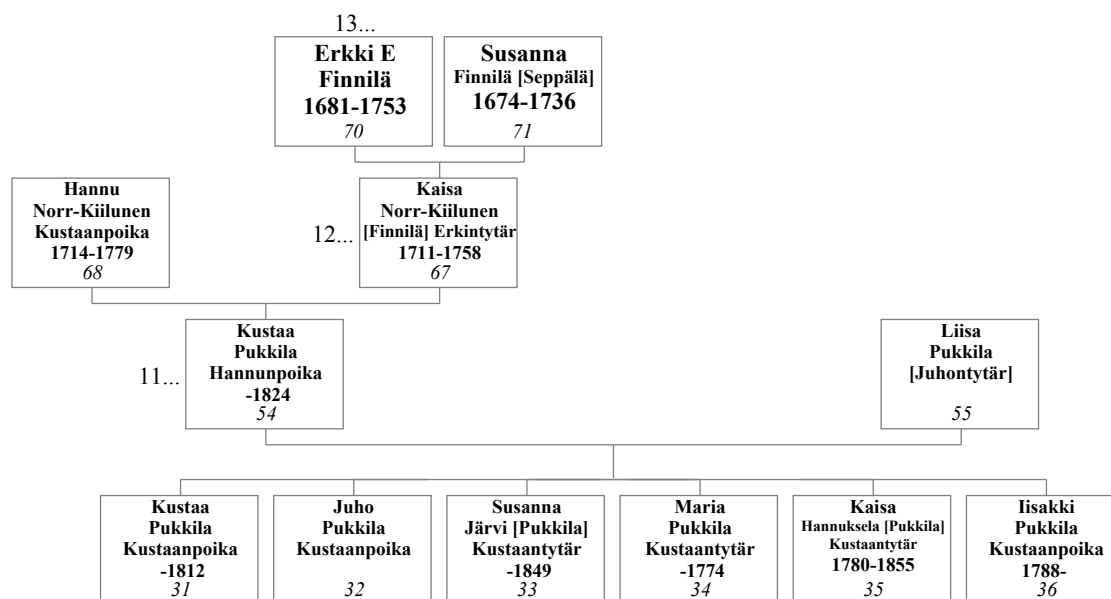 13...
Erkki E
Finnilä
1681-1753
70
Susanna
Finnilä [Seppälä]
1674-1736
71
Hannu
Norr-Kiilunen
Kustaanpoika
1714-1779
68
12...
Kaisa
Norr-Kiilunen
[Finnilä] Erkintytär
1711-1758
67
11...
Kustaa
Pukkila
Hannunpoika
-1824
54
Liisa
Pukkila
[Juhontytär]
55
Kustaa
Pukkila
Kustaanpoika
-1812
31
Juho
Pukkila
Kustaanpoika
32
Susanna
Järvi [Pukkila]
Kustaantytär
-1849
33
Maria
Pukkila
Kustaantytär
-1774
34
Kaisa
Hannuksela [Pukkila]
Kustaantytär
1780-1855
35
Iisakki
Pukkila
Kustaanpoika
1788-
36